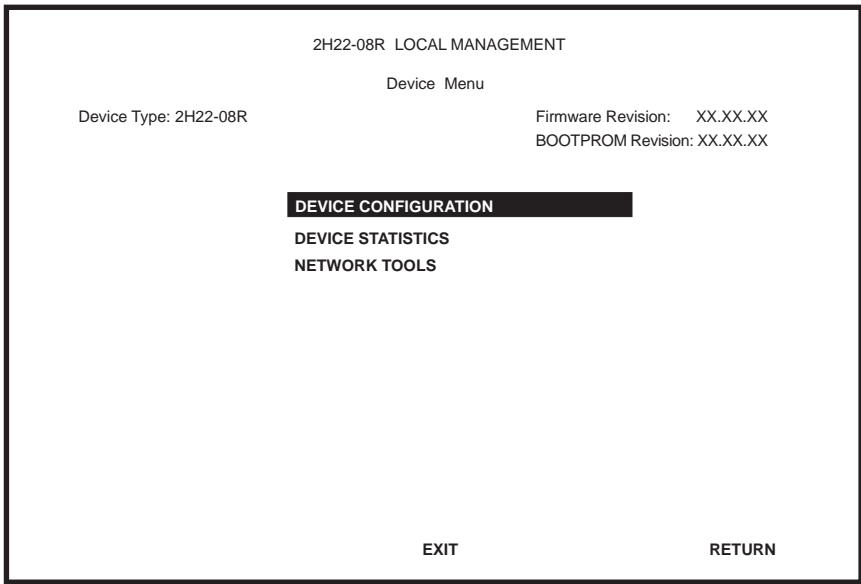 2H22-08R LOCAL MANAGEMENT
Device Menu
Device Type: 2H22-08R Firmware Revision: XX.XX.XX
BOOTPROM Revision: XX.XX.XX
DEVICE CONFIGURATION
DEVICE STATISTICS
NETWORK TOOLS
EXIT RETURN